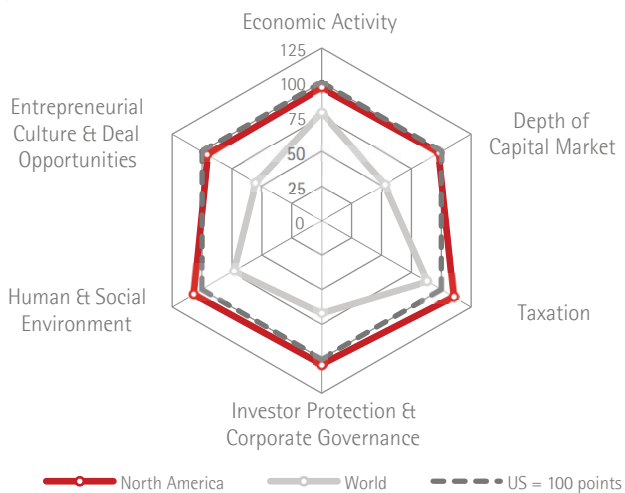 Economic Activity
125
100
75
50
25
0
Depth of
Capital Market
Taxation
Investor Protection &
Corporate Governance
Human & Social
Environment
Entrepreneurial
Culture & Deal
Opportunities
North America
World
US = 100 points